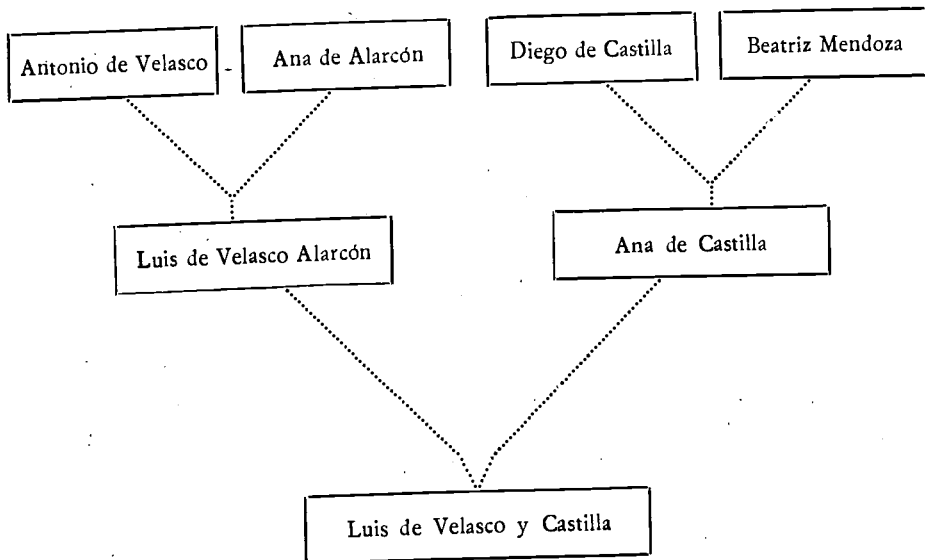 Antonio de Velasco
Ana de Alarcón
Diego de Castilla
Beatriz Mendoza
Luis de Velasco Alarcón
Ana de Castilla
Luis de Velasco y Castilla